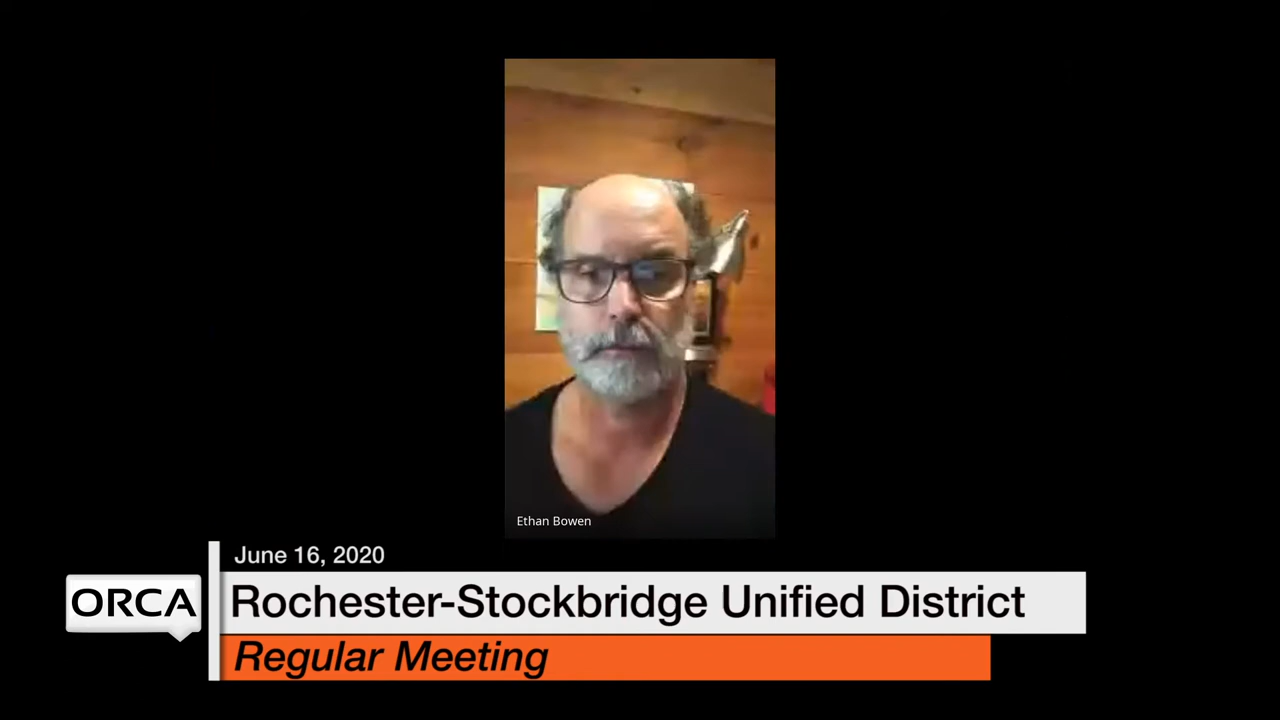 Ethan Bowen
June 16, 2020
ORCA
Rochester-Stockbridge Unified District
Regular Meeting